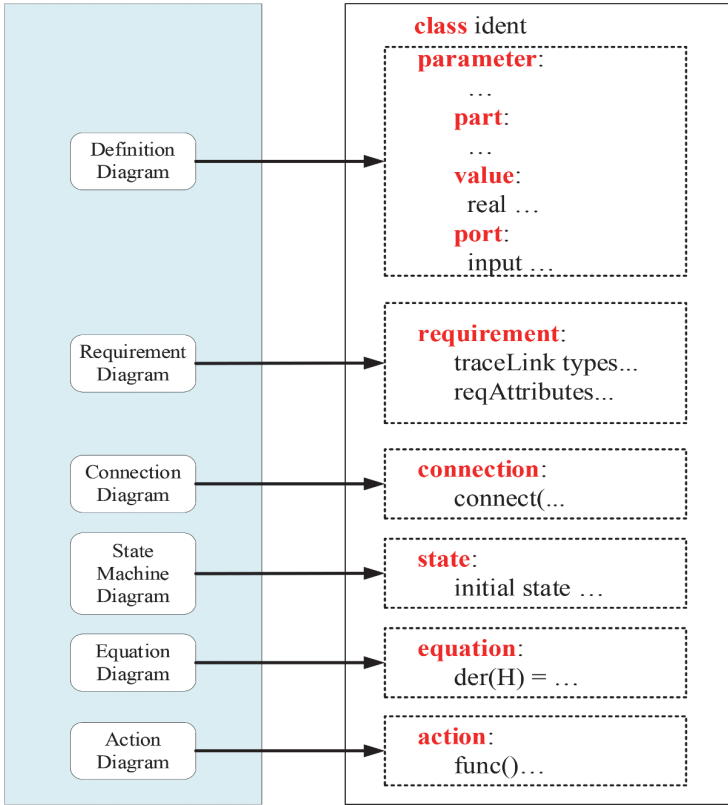 class ident
Definition
Diagram
parameter:
...
part:
...
value:
real ...
port:
input ...
Requirement
Diagram
requirement:
traceLink types...
reqAttributes...
Connection
Diagram
connection:
connect(...
State
Machine
Diagram
state:
initial state ...
Equation
Diagram
equation:
der(H) = ...
Action
Diagram
action:
func()...